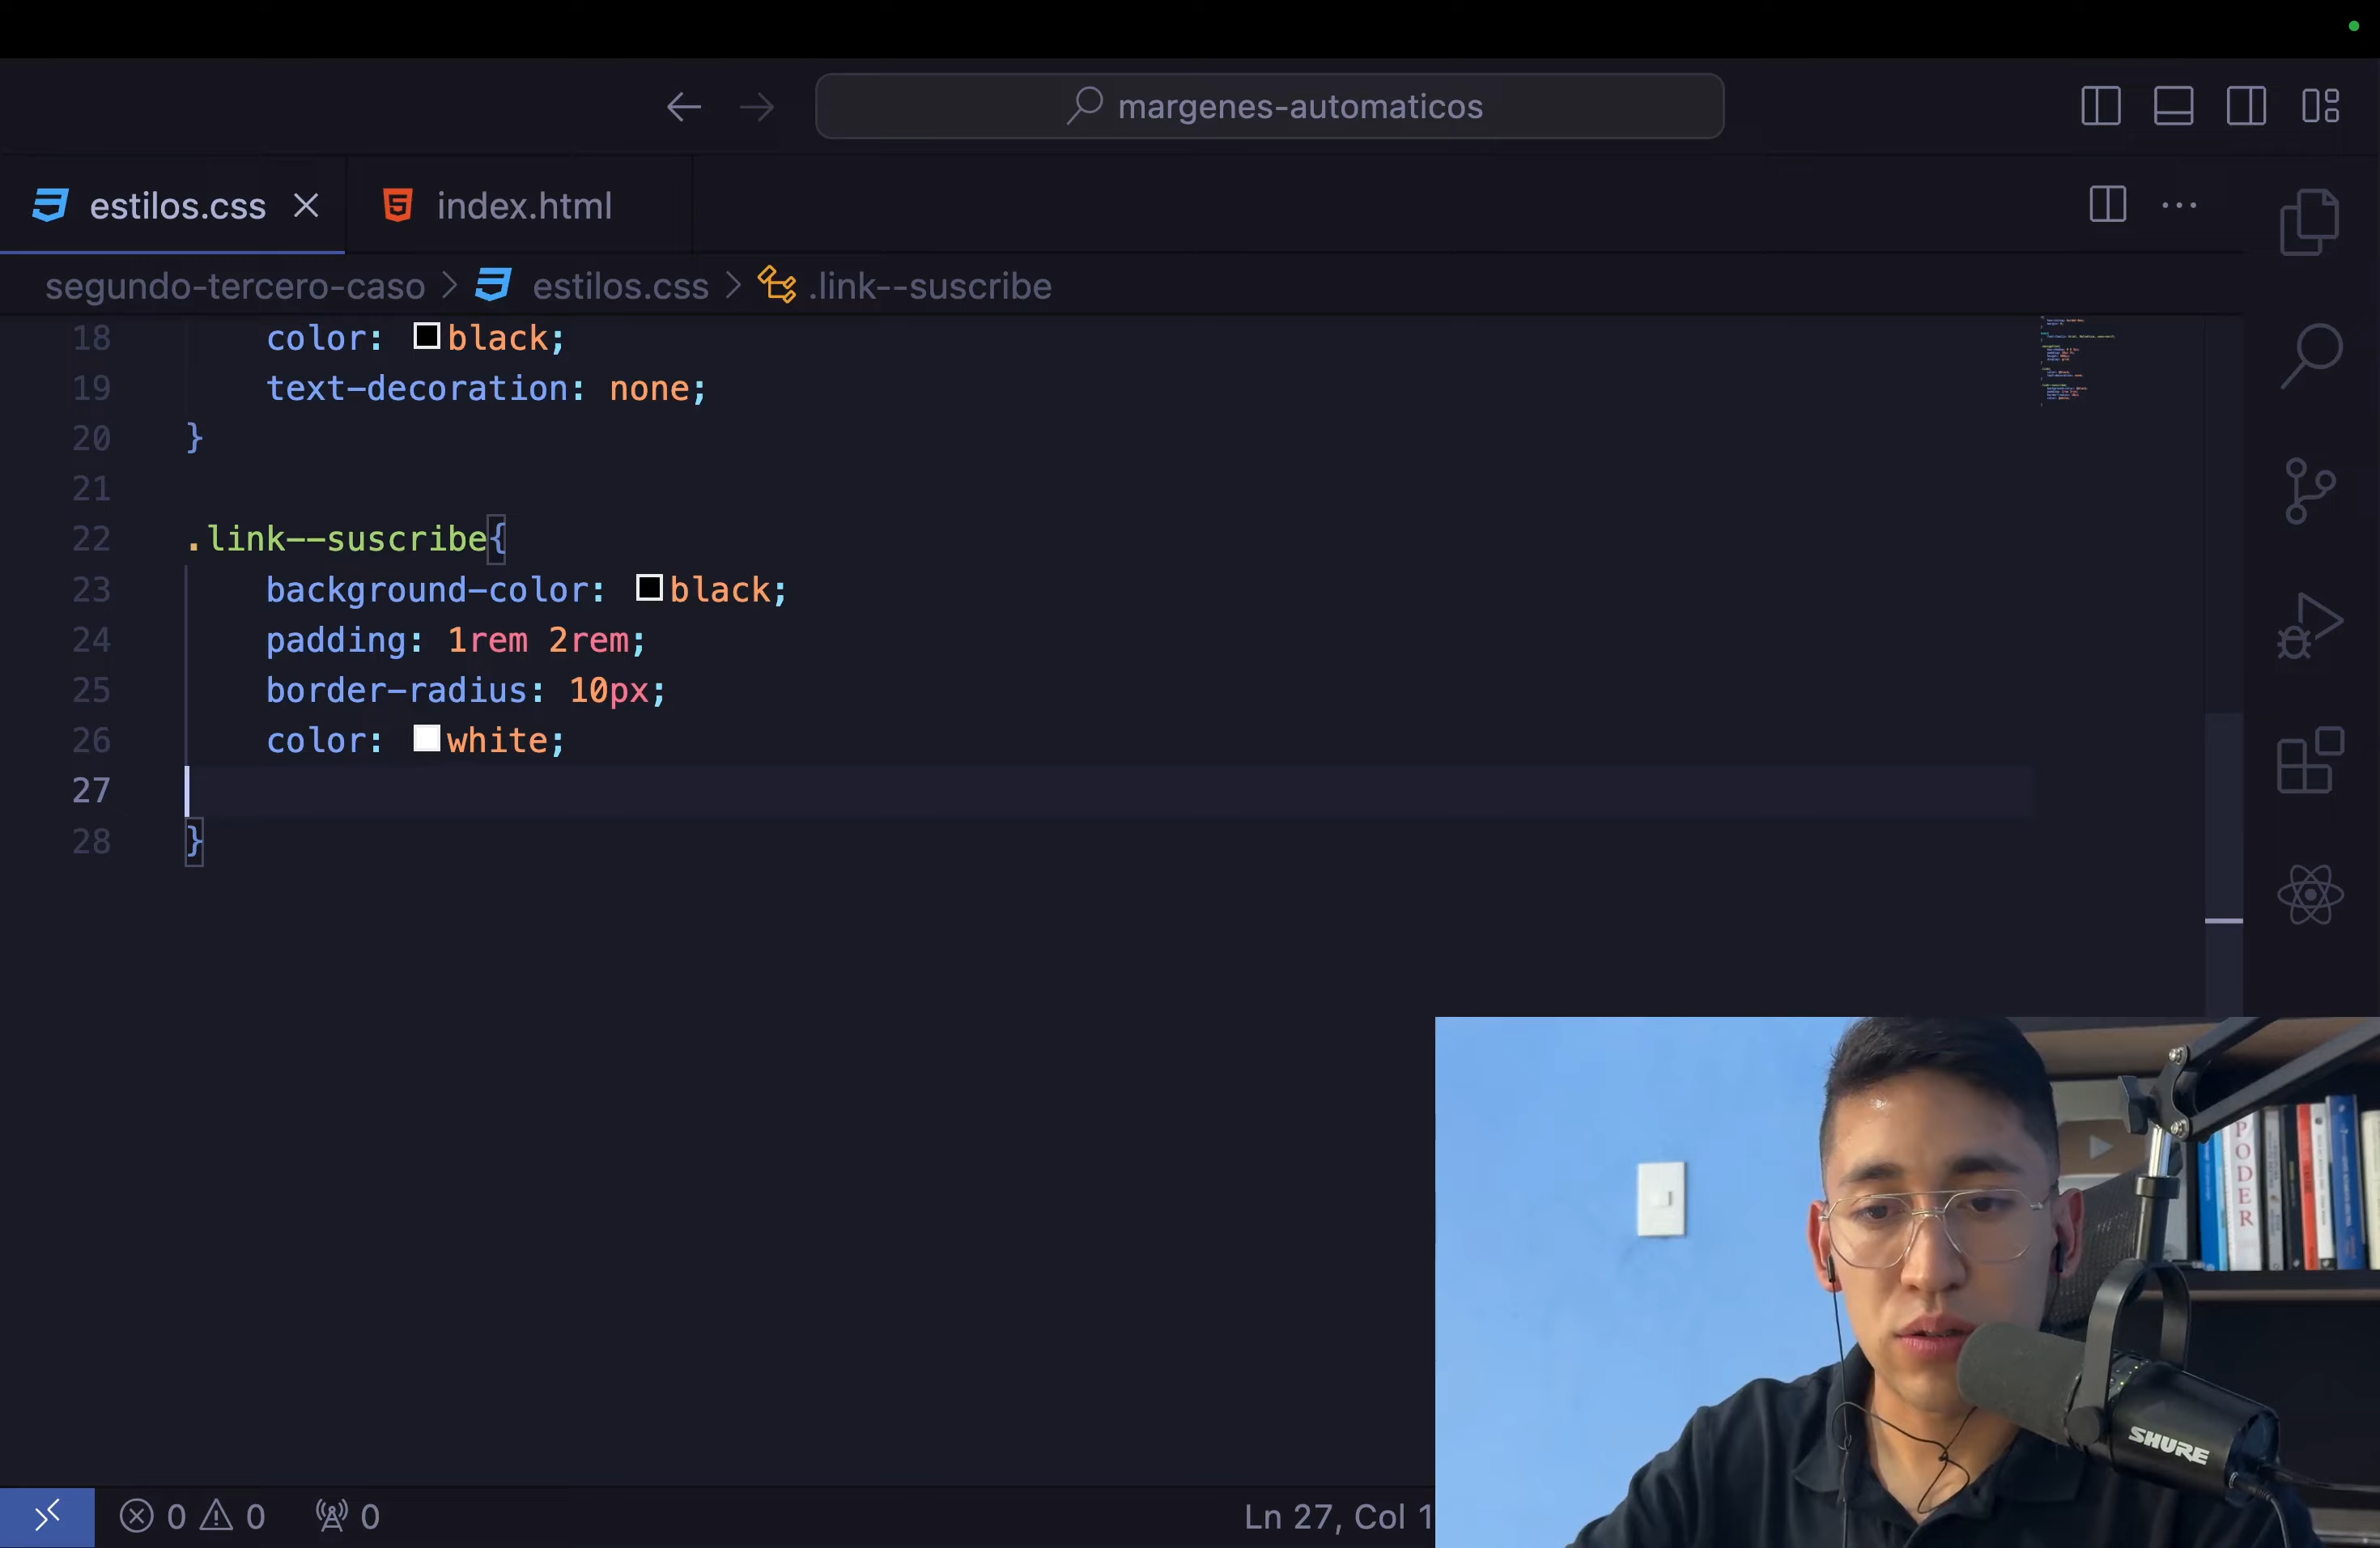 margenes-automaticos
estilos.css
index.html
segundo-tercero-caso > estilos.css > .link--suscribe
18 color: black;
19 text-decoration: none;
20 }
21
22 .link--suscribe{
23 background-color: black;
24 padding: 1rem 2rem;
25 border-radius: 10px;
26 color: white;
27
28 }
PODER
SHURE
0 0 0
Ln 27, Col 1